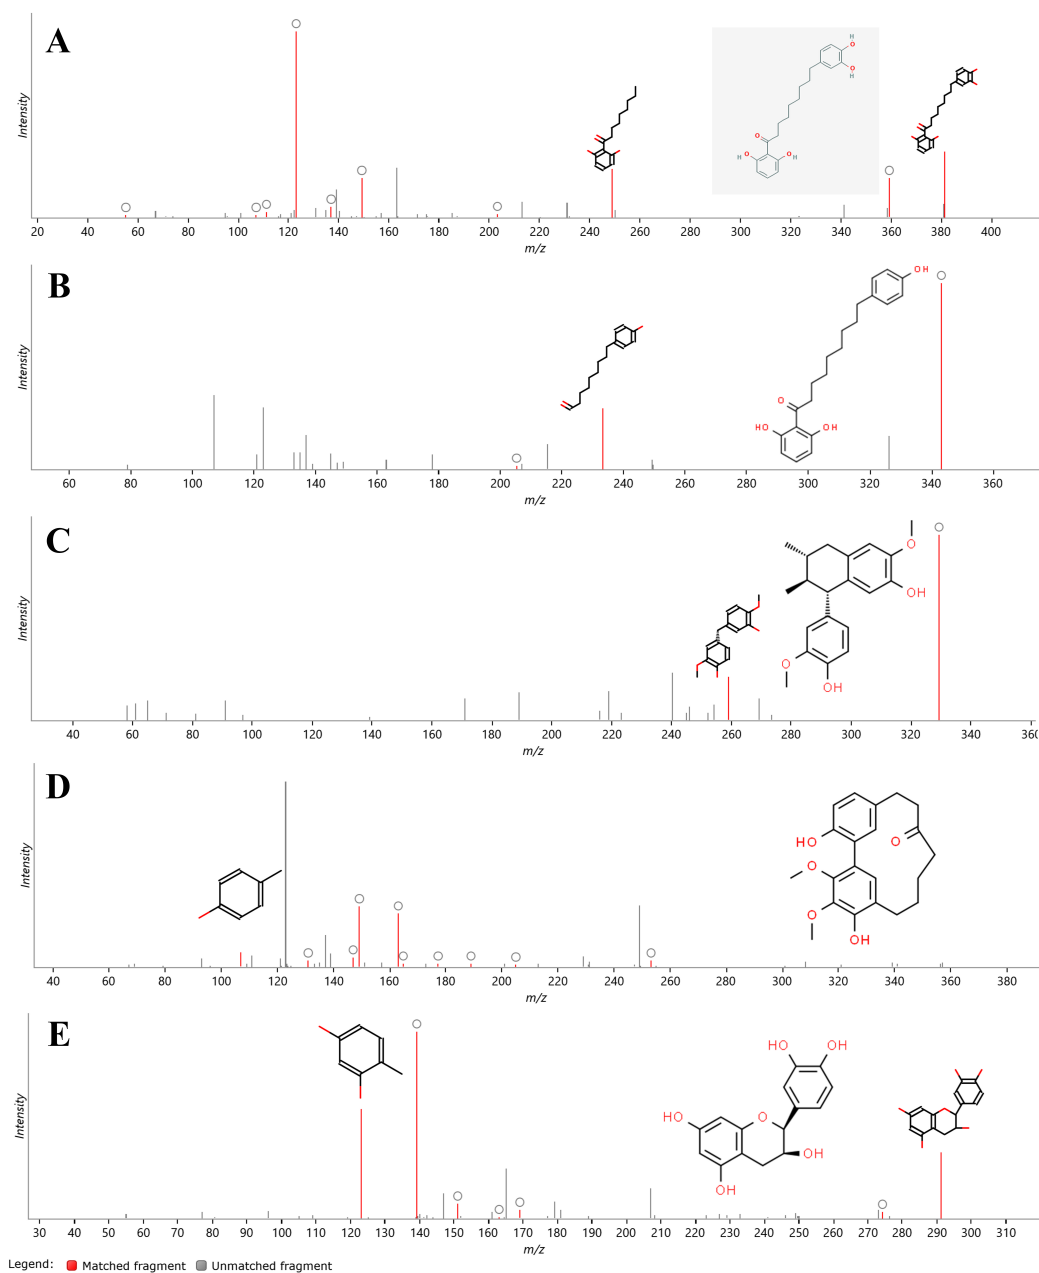 A
Intensity
H
O
O
H
O
H O
O H
20 40 60 80 100 120 140 160 180 200 220 240 260 280 300 320 340 360 380 400
m/z
B
Intensity
OH
O
HO OH
60 80 100 120 140 160 180 200 220 240 260 280 300 320 340 360
m/z
C
Intensity
O
OH
O
OH
40 60 80 100 120 140 160 180 200 220 240 260 280 300 320 340 360
m/z
D
Intensity
HO O
O
O
OH
40 60 80 100 120 140 160 180 200 220 240 260 280 300 320 340 360 380
m/z
E
Intensity
HO OH
HO O
OH
OH
30 40 50 60 70 80 90 100 110 120 130 140 150 160 170 180 190 200 210 220 230 240 250 260 270 280 290 300 310
m/z
Legend: Matched fragment Unmatched fragment